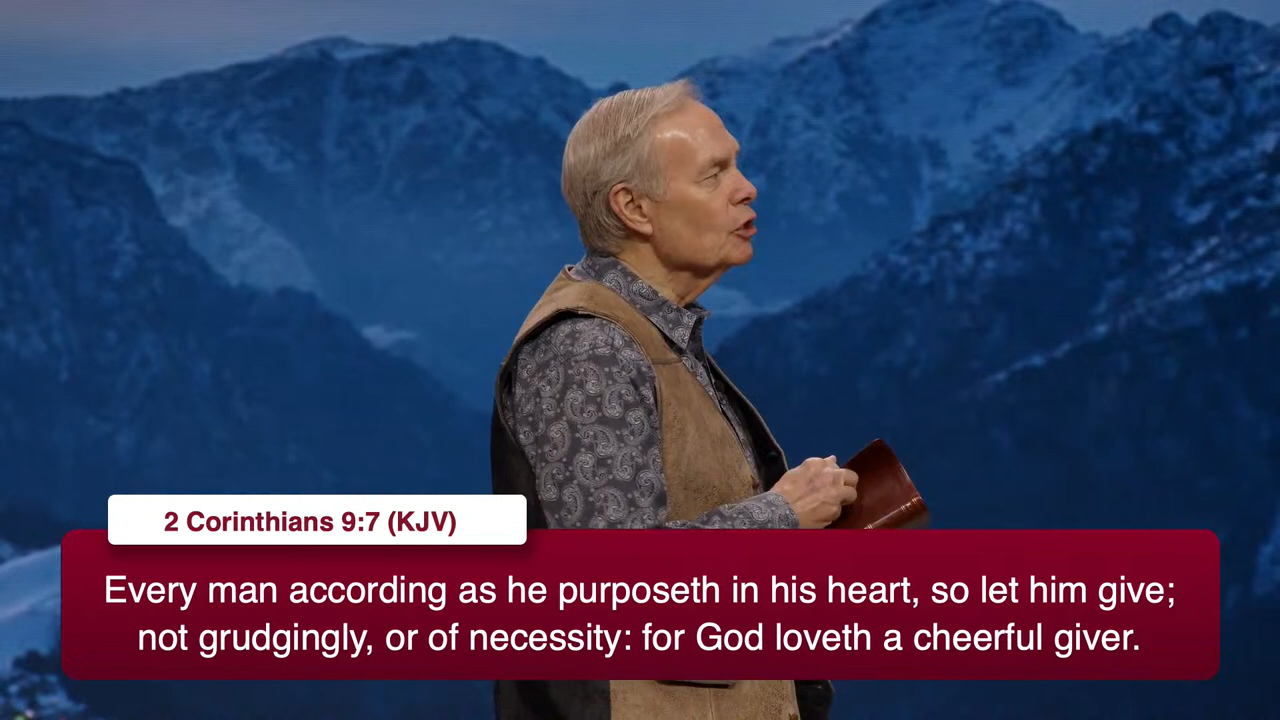 2 Corinthians 9:7 (KJV)
Every man according as he purposeth in his heart, so let him give;
not grudgingly, or of necessity: for God loveth a cheerful giver.